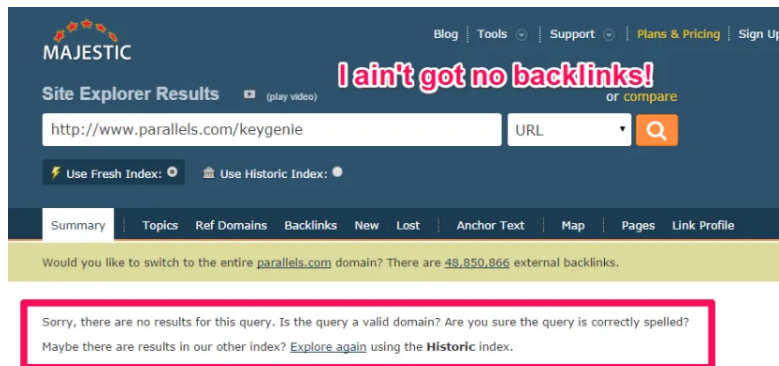 Blog Tools Support Plans & Pricing Sign Up
MAJESTIC
I ain't got no backlinks!
Site Explorer Results (play video)
or compare
http://www.parallels.com/keygenie URL
Use Fresh Index: Use Historic Index:
Summary Topics Ref Domains Backlinks New Lost Anchor Text Map Pages Link Profile
Would you like to switch to the entire parallels.com domain? There are 48,850,866 external backlinks.
Sorry, there are no results for this query. Is the query a valid domain? Are you sure the query is correctly spelled?
Maybe there are results in our other index? Explore again using the Historic index.